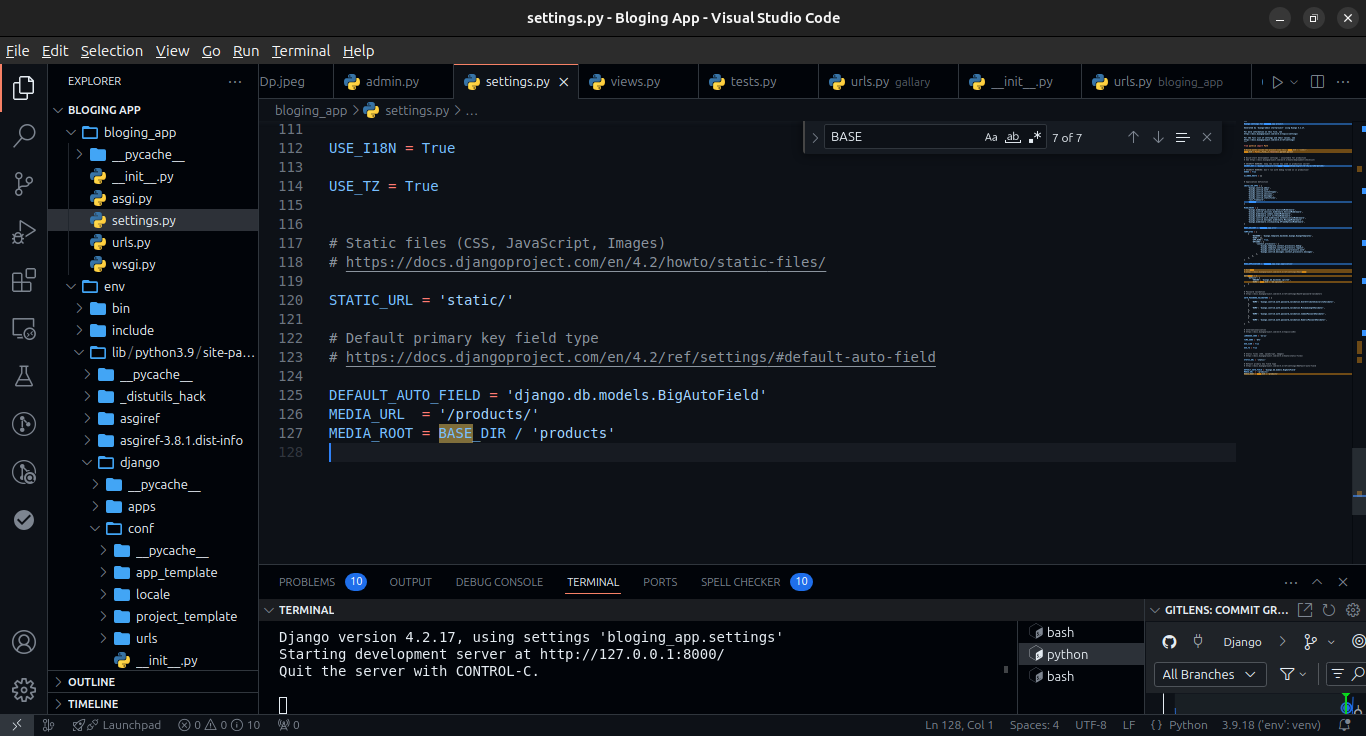 settings.py - Bloging App - Visual Studio Code
File Edit Selection View Go Run Terminal Help
EXPLORER
BLOGING APP
bloging_app
__pycache__
__init__.py
asgi.py
settings.py
urls.py
wsgi.py
env
bin
include
lib/python3.9/site-pa...
__pycache__
_distutils_hack
asgiref
asgiref-3.8.1.dist-info
django
__pycache__
apps
conf
__pycache__
app_template
locale
project_template
urls
__init__.py
OUTLINE
TIMELINE
Dp.jpeg admin.py settings.py views.py tests.py urls.py gallary __init__.py urls.py bloging_app
bloging_app > settings.py > ...
BASE Aa ab 7 of 7
111
112 USE_I18N = True
113
114 USE_TZ = True
115
116
117 # Static files (CSS, JavaScript, Images)
118 # https://docs.djangoproject.com/en/4.2/howto/static-files/
119
120 STATIC_URL = 'static/'
121
122 # Default primary key field type
123 # https://docs.djangoproject.com/en/4.2/ref/settings/#default-auto-field
124
125 DEFAULT_AUTO_FIELD = 'django.db.models.BigAutoField'
126 MEDIA_URL  = '/products/'
127 MEDIA_ROOT = BASE_DIR / 'products'
128
PROBLEMS 10 OUTPUT DEBUG CONSOLE TERMINAL PORTS SPELL CHECKER 10
TERMINAL
Django version 4.2.17, using settings 'bloging_app.settings'
Starting development server at http://127.0.0.1:8000/
Quit the server with CONTROL-C.
bash
python
bash
GITLENS: COMMIT GR...
Django
All Branches
Launchpad 0 0 10 0 Ln 128, Col 1 Spaces: 4 UTF-8 LF { } Python 3.9.18 ('env': venv)